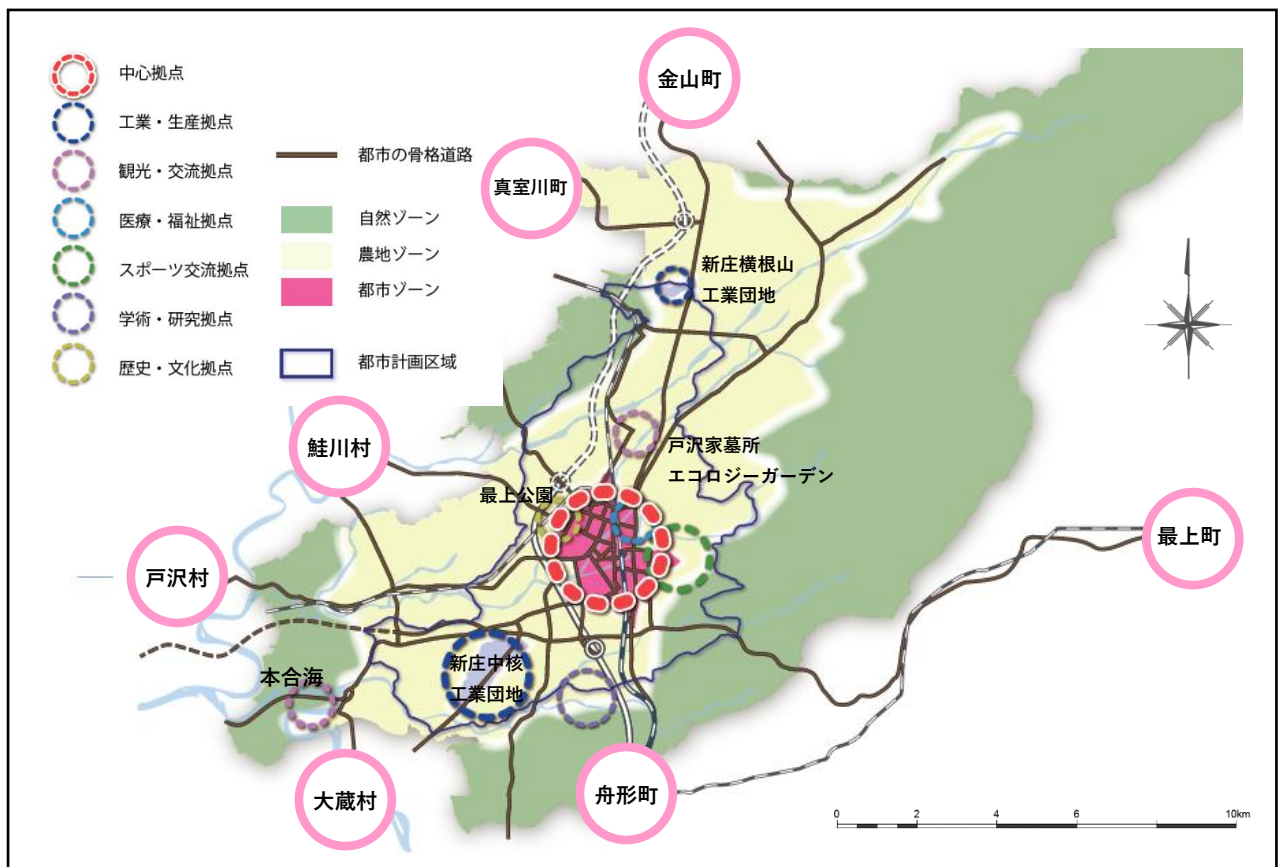 中心拠点
工業・生産拠点
観光・交流拠点
医療・福祉拠点
スポーツ交流拠点
学術・研究拠点
歴史・文化拠点
都市の骨格道路
自然ゾーン
農地ゾーン
都市ゾーン
都市計画区域
金山町
真室川町
新庄横根山
工業団地
鮭川村
戸沢家墓所
エコロジーガーデン
最上公園
最上町
戸沢村
新庄中核
工業団地
本合海
大蔵村
舟形町
0 2 4 6 10km